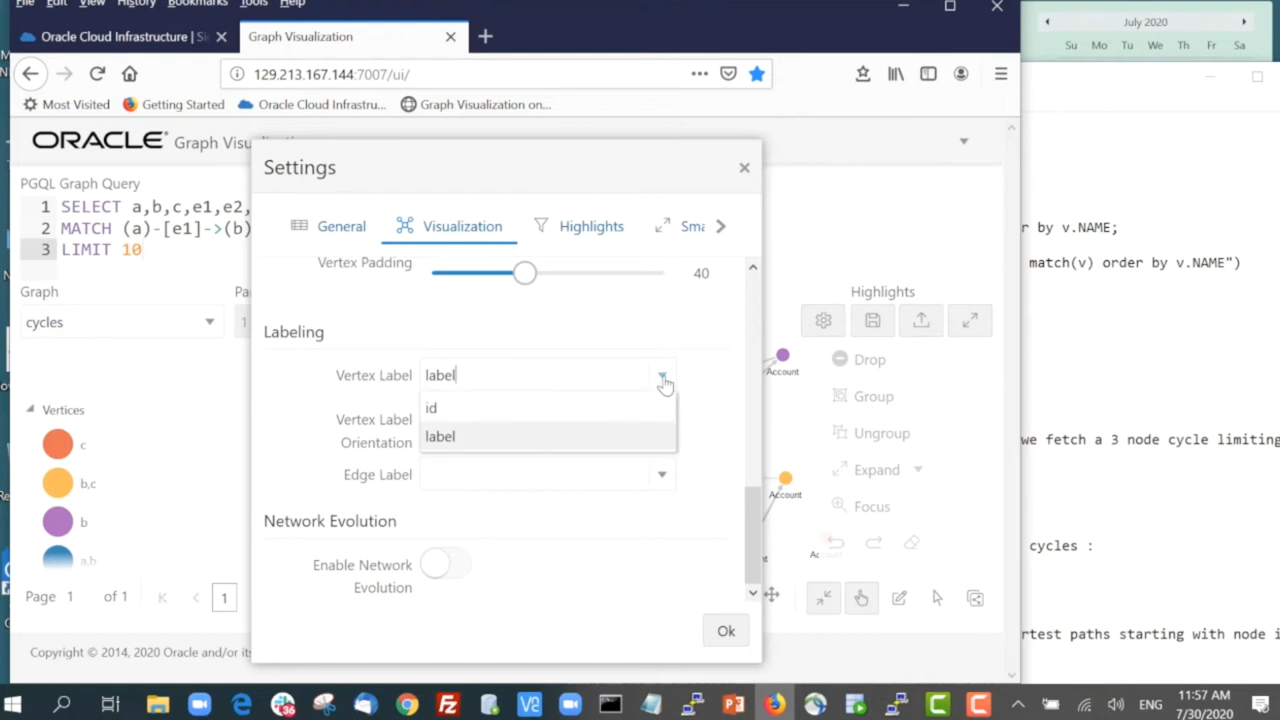 File Edit View History Bookmarks Tools Help
Oracle Cloud Infrastructure |
Graph Visualization
129.213.167.144:7007/ui/
Most Visited
Getting Started
Oracle Cloud Infrastru...
Graph Visualization on...
ORACLE® Graph Visu
PGQL Graph Query
1 SELECT a,b,c,e1,e2,
2 MATCH (a)-[e1]->(b)
3 LIMIT 10
Graph
cycles
1
Vertices
c
b,c
b
a,b
Page 1 of 1
1
Copyright © 2014, 2020 Oracle and/or its
Settings
General
Visualization
Highlights
Sma
Vertex Padding
40
Labeling
Vertex Label
label
id
label
Vertex Label
Orientation
Edge Label
Network Evolution
Enable Network
Evolution
Ok
Highlights
Drop
Group
Ungroup
Expand
Focus
Account
Account
July 2020
Su Mo Tu We Th Fr Sa
r by v.NAME;
match(v) order by v.NAME")
we fetch a 3 node cycle limiting
cycles :
rtest paths starting with node i
36
ENG
11:57 AM
7/30/2020